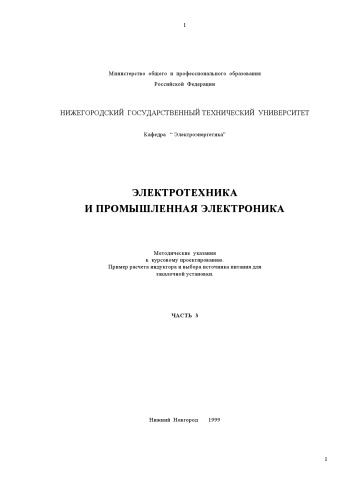 1
Министерство общего и профессионального образования
Российской Федерации
НИЖЕГОРОДСКИЙ ГОСУДАРСТВЕННЫЙ ТЕХНИЧЕСКИЙ УНИВЕРСИТЕТ
Кафедра “ Электроэнергетика”
ЭЛЕКТРОТЕХНИКА
И ПРОМЫШЛЕННАЯ ЭЛЕКТРОНИКА
Методические указания
к курсовому проектированию.
Пример расчета индуктора и выбора источника питания для
закалочной установки.
ЧАСТЬ 3
Нижний Новгород 1999
1